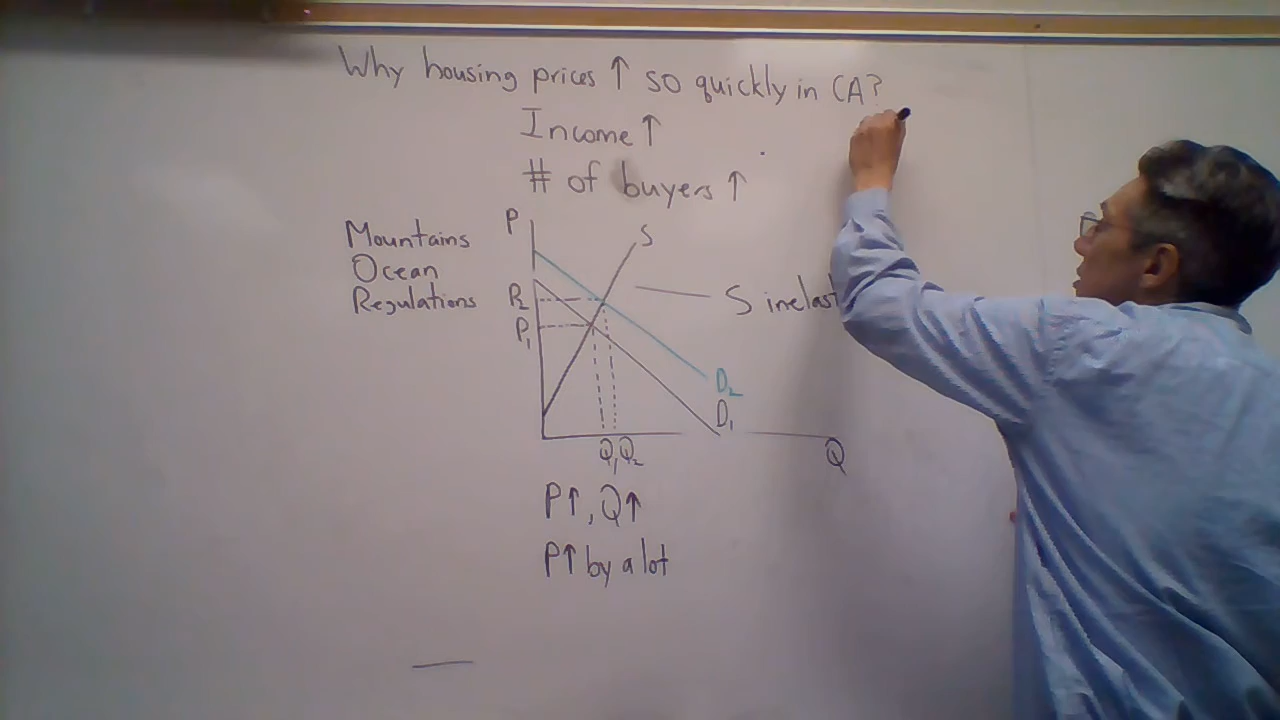 Why housing prices ↑ so quickly in CA?
Income ↑
# of buyers ↑
Mountains
Ocean
Regulations
P
S
P₂
P₁
S inelast
D₂
D₁
Q₁ Q₂
Q
P↑, Q↑
P↑ by a lot